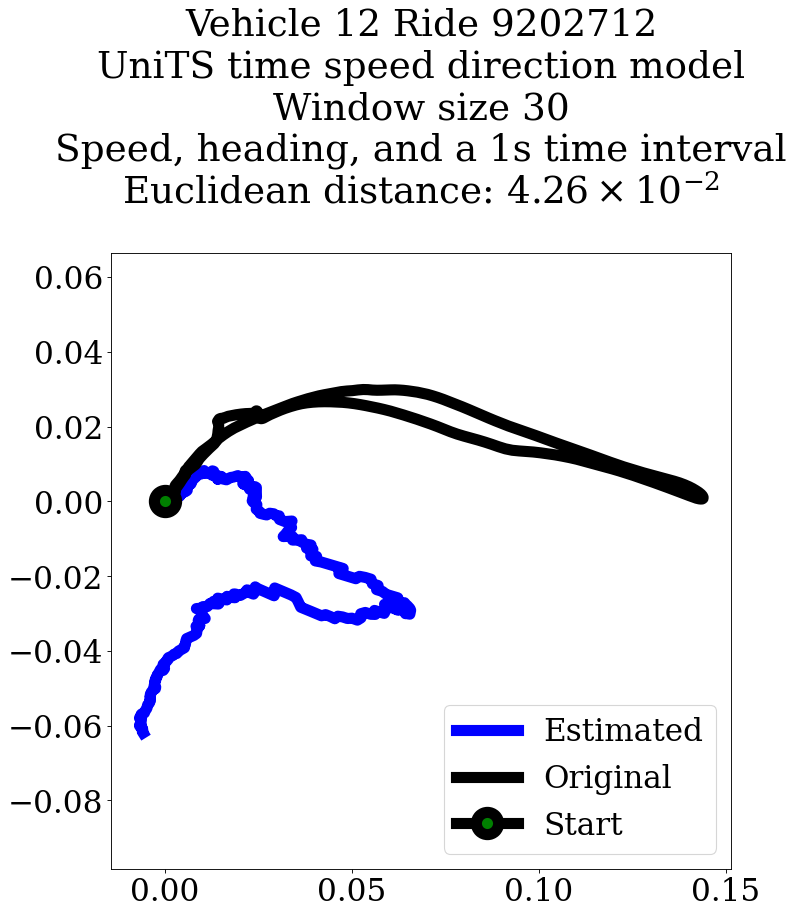 Vehicle 12 Ride 9202712
UniTS time speed direction model
Window size 30
Speed, heading, and a 1s time interval
Euclidean distance: 4.26 × 10⁻²
0.06
0.04
0.02
0.00
−0.02
−0.04
−0.06
−0.08
Estimated
Original
Start
0.00 0.05 0.10 0.15